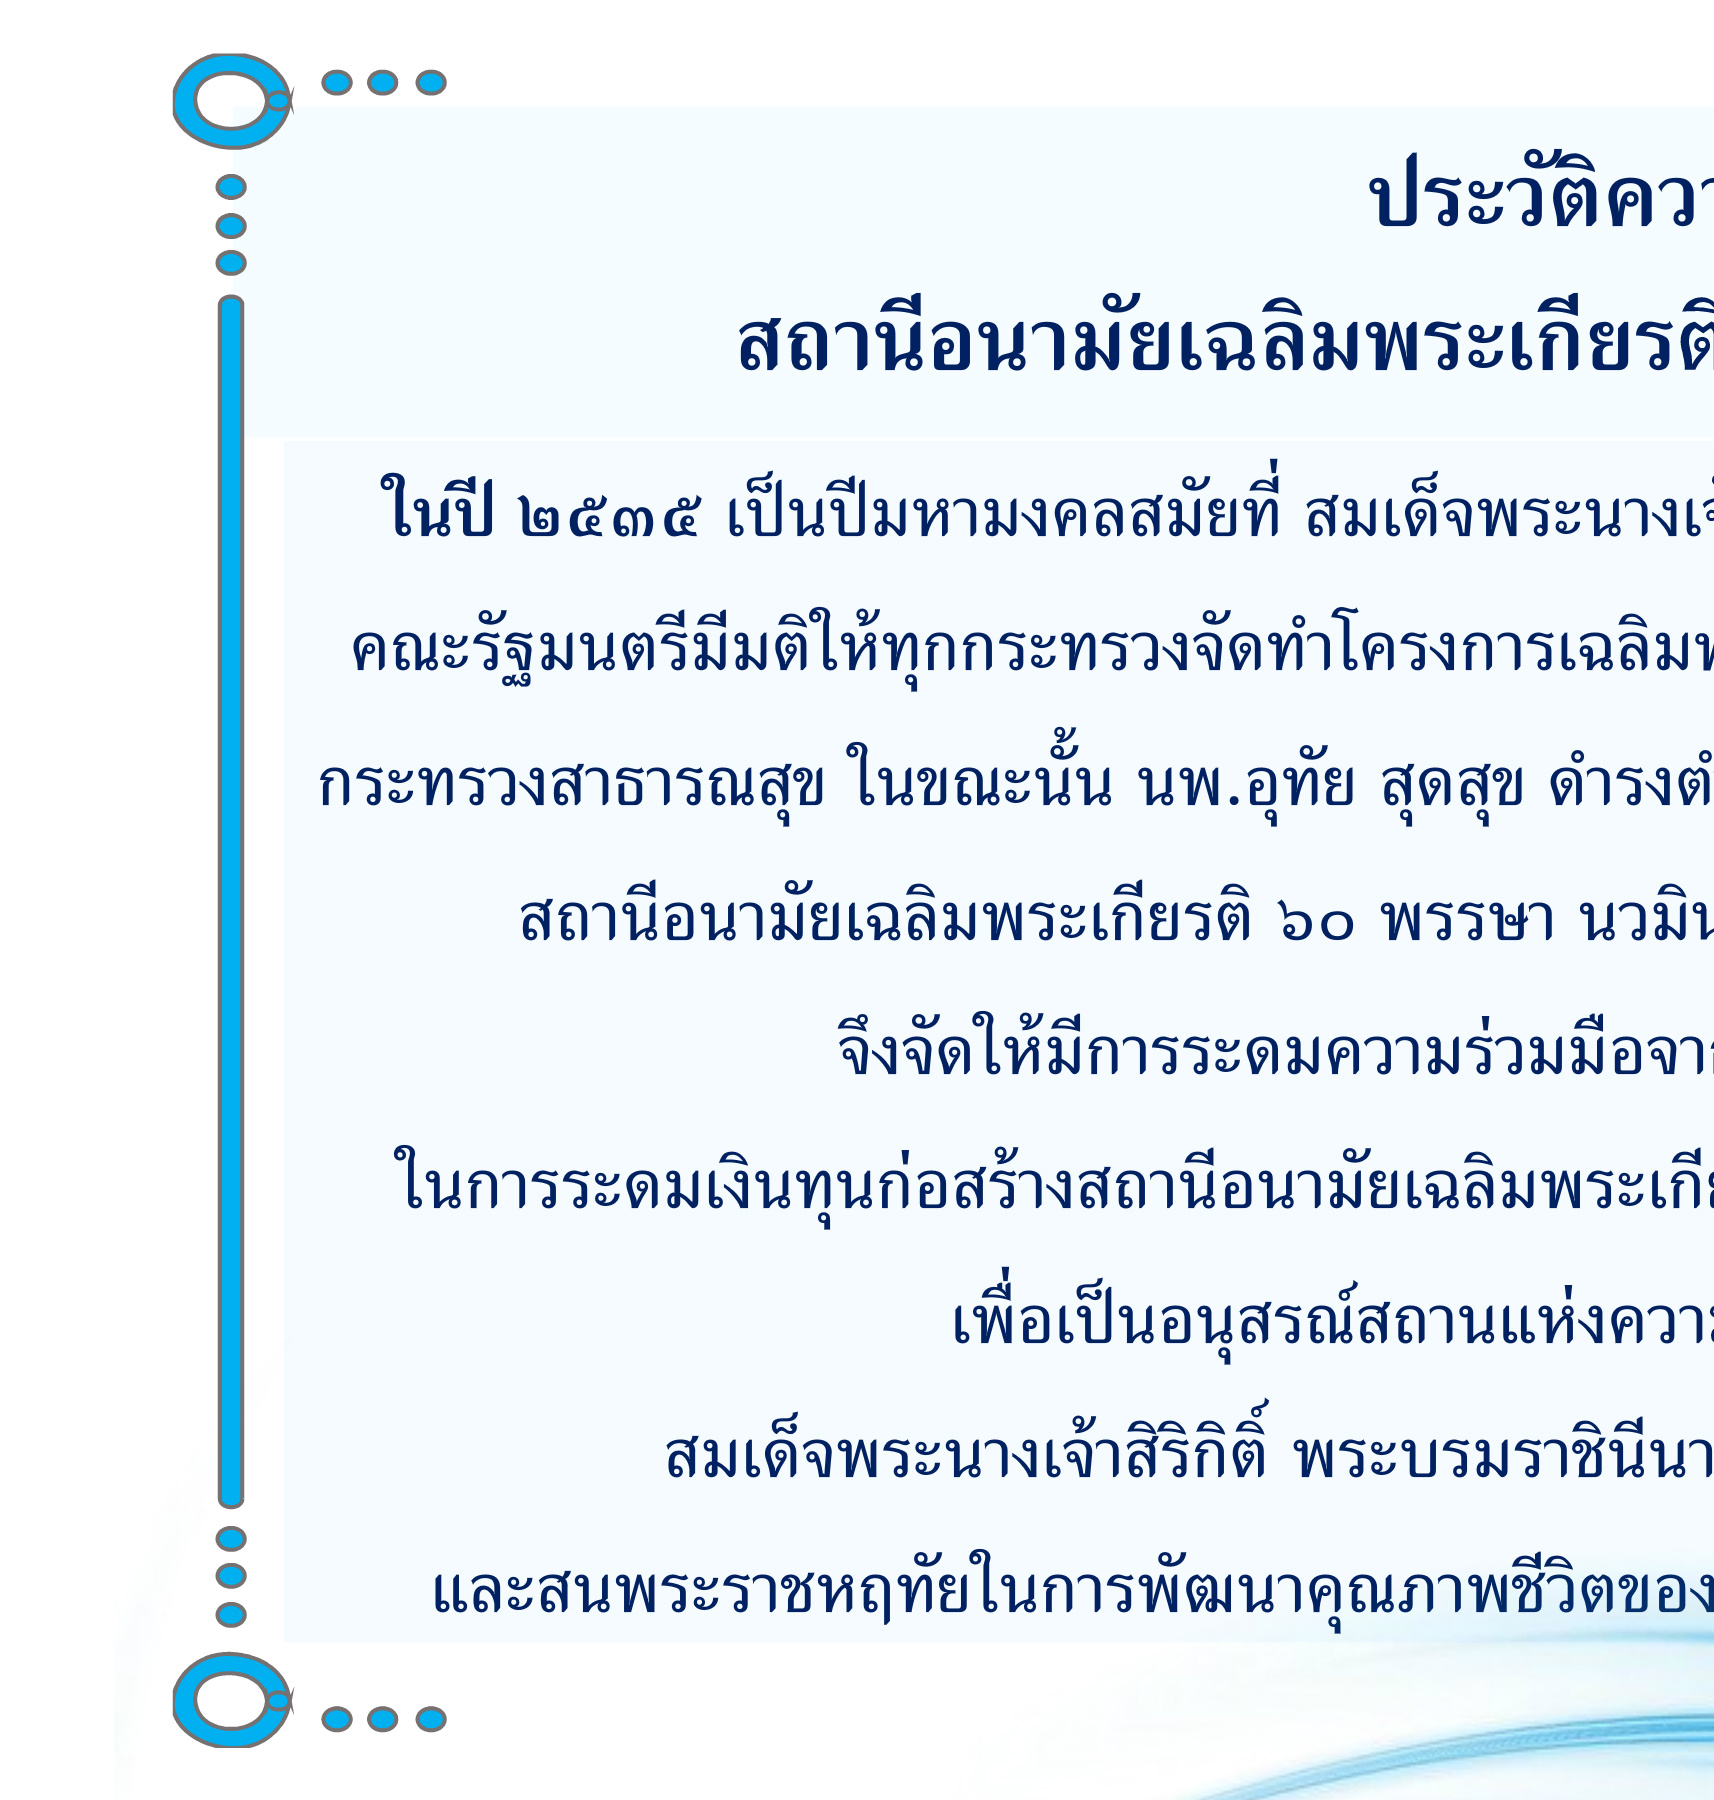 ประวัติควา
สถานีอนามัยเฉลิมพระเกียรติ
ในปี ๒๕๓๕ เป็นปีมหามงคลสมัยที่ สมเด็จพระนางเจ้
คณะรัฐมนตรีมีมติให้ทุกกระทรวงจัดทำโครงการเฉลิมพ
กระทรวงสาธารณสุข ในขณะนั้น นพ.อุทัย สุดสุข ดำรงตำ
สถานีอนามัยเฉลิมพระเกียรติ ๖๐ พรรษา นวมิน
จึงจัดให้มีการระดมความร่วมมือจาก
ในการระดมเงินทุนก่อสร้างสถานีอนามัยเฉลิมพระเกีย
เพื่อเป็นอนุสรณ์สถานแห่งความ
สมเด็จพระนางเจ้าสิริกิติ์ พระบรมราชินีนา
และสนพระราชหฤทัยในการพัฒนาคุณภาพชีวิตของ